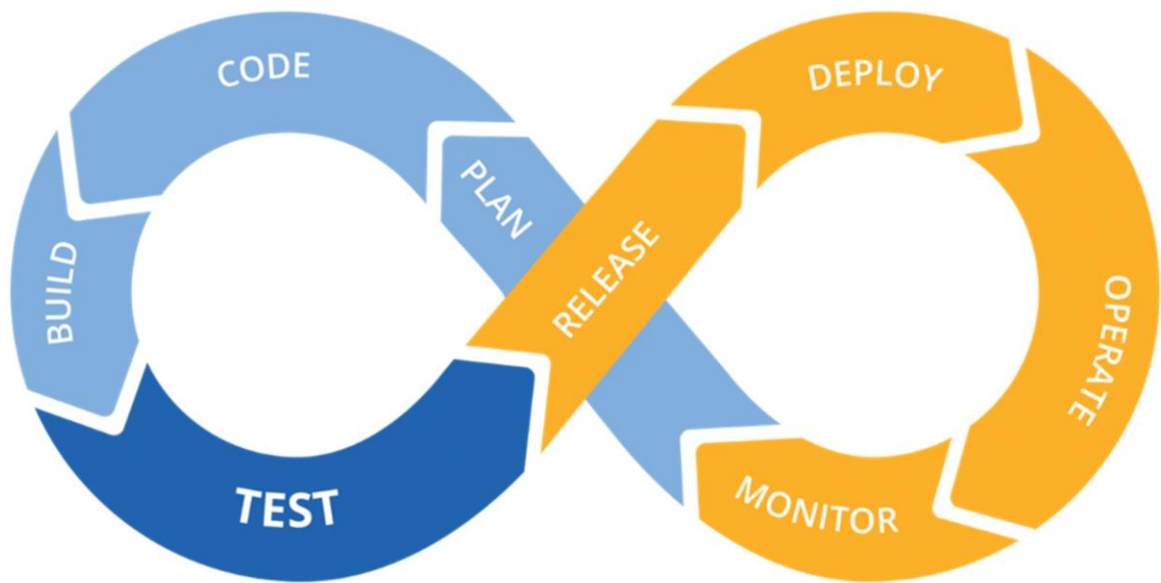 PLAN
CODE
BUILD
TEST
RELEASE
DEPLOY
OPERATE
MONITOR